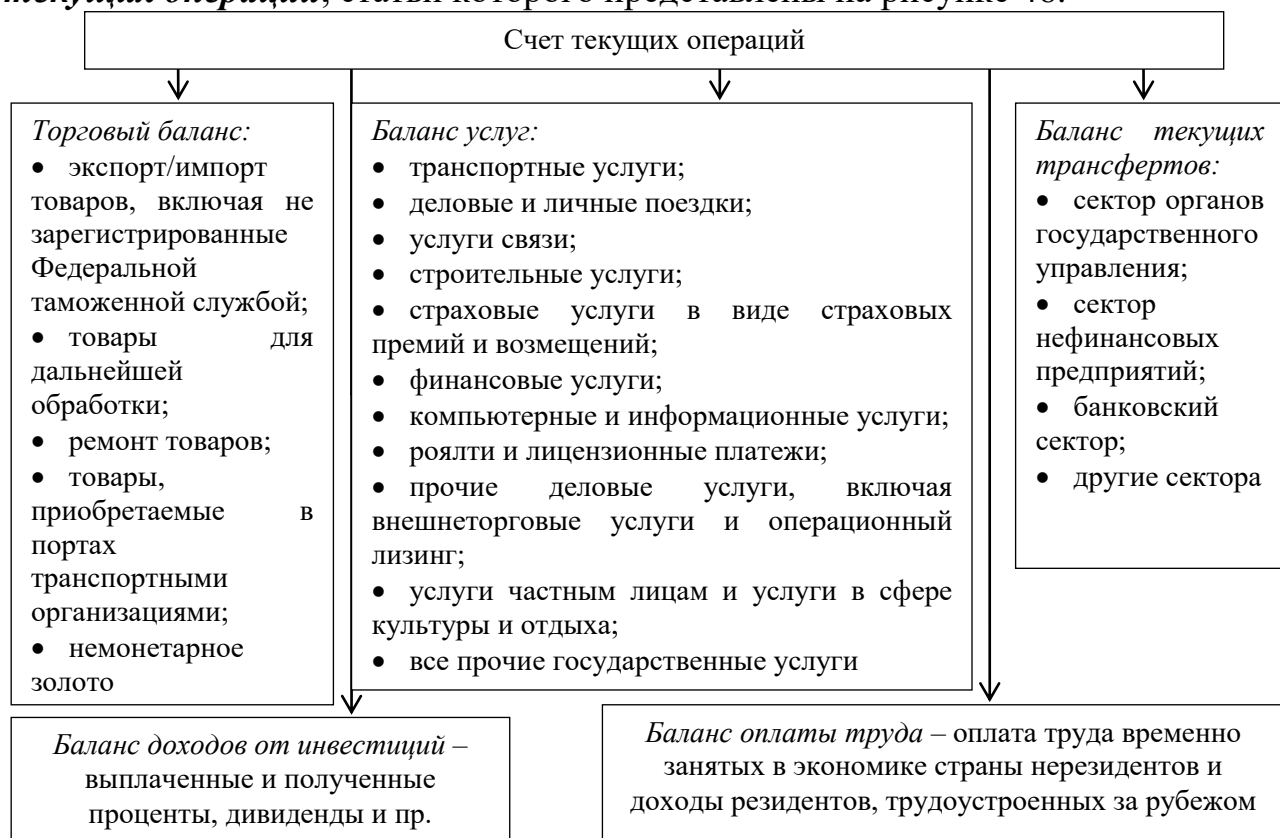 текущих операций, статьи которого представлены на рисунке 48.
Счет текущих операций
Торговый баланс:
• экспорт/импорт
товаров, включая не
зарегистрированные
Федеральной
таможенной службой;
• товары для
дальнейшей
обработки;
• ремонт товаров;
• товары,
приобретаемые в
портах
транспортными
организациями;
• немонетарное
золото
Баланс услуг:
• транспортные услуги;
• деловые и личные поездки;
• услуги связи;
• строительные услуги;
• страховые услуги в виде страховых
премий и возмещений;
• финансовые услуги;
• компьютерные и информационные услуги;
• роялти и лицензионные платежи;
• прочие деловые услуги, включая
внешнеторговые услуги и операционный
лизинг;
• услуги частным лицам и услуги в сфере
культуры и отдыха;
• все прочие государственные услуги
Баланс текущих
трансфертов:
• сектор органов
государственного
управления;
• сектор
нефинансовых
предприятий;
• банковский
сектор;
• другие сектора
Баланс доходов от инвестиций –
выплаченные и полученные
проценты, дивиденды и пр.
Баланс оплаты труда – оплата труда временно
занятых в экономике страны нерезидентов и
доходы резидентов, трудоустроенных за рубежом